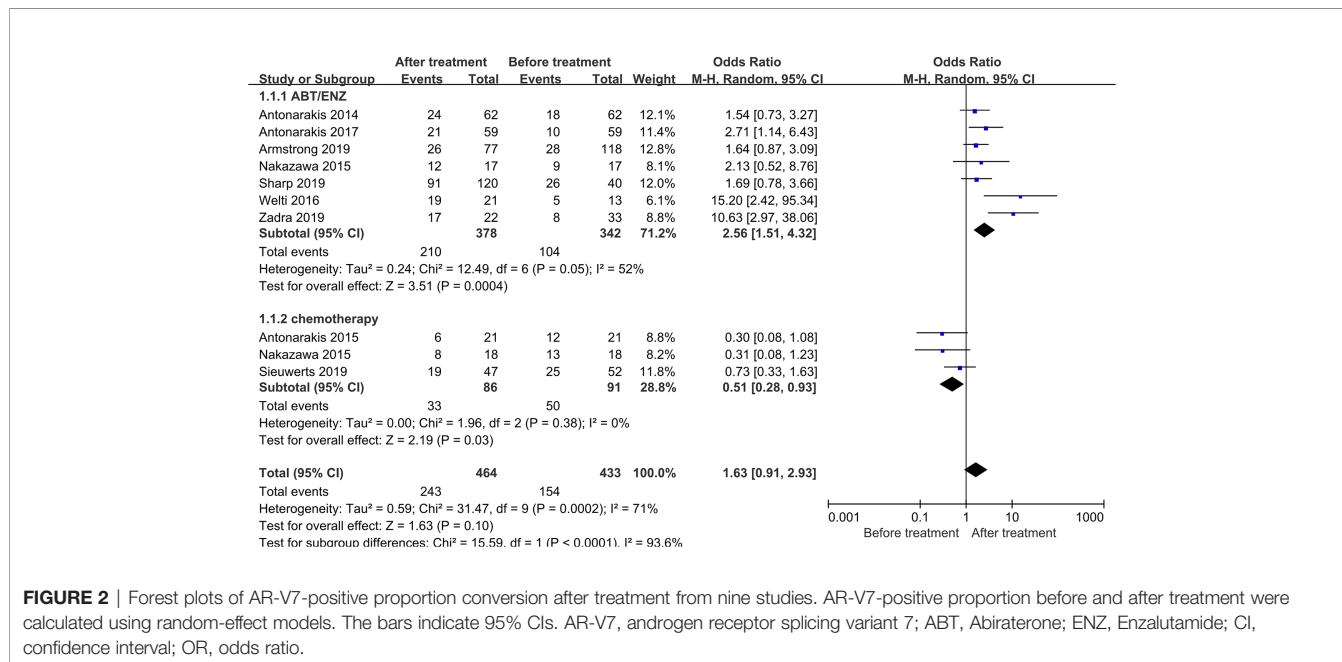 After treatment Before treatment Odds Ratio Odds Ratio
Study or Subgroup Events Total Events Total Weight M-H, Random, 95% CI M-H, Random, 95% CI
1.1.1 ABT/ENZ
Antonarakis 2014 24 62 18 62 12.1% 1.54 [0.73, 3.27]
Antonarakis 2017 21 59 10 59 11.4% 2.71 [1.14, 6.43]
Armstrong 2019 26 77 28 118 12.8% 1.64 [0.87, 3.09]
Nakazawa 2015 12 17 9 17 8.1% 2.13 [0.52, 8.76]
Sharp 2019 91 120 26 40 12.0% 1.69 [0.78, 3.66]
Welti 2016 19 21 5 13 6.1% 15.20 [2.42, 95.34]
Zadra 2019 17 22 8 33 8.8% 10.63 [2.97, 38.06]
Subtotal (95% CI) 378 342 71.2% 2.56 [1.51, 4.32]
Total events 210 104
Heterogeneity: Tau² = 0.24; Chi² = 12.49, df = 6 (P = 0.05); I² = 52%
Test for overall effect: Z = 3.51 (P = 0.0004)
1.1.2 chemotherapy
Antonarakis 2015 6 21 12 21 8.8% 0.30 [0.08, 1.08]
Nakazawa 2015 8 18 13 18 8.2% 0.31 [0.08, 1.23]
Sieuwerts 2019 19 47 25 52 11.8% 0.73 [0.33, 1.63]
Subtotal (95% CI) 86 91 28.8% 0.51 [0.28, 0.93]
Total events 33 50
Heterogeneity: Tau² = 0.00; Chi² = 1.96, df = 2 (P = 0.38); I² = 0%
Test for overall effect: Z = 2.19 (P = 0.03)
Total (95% CI) 464 433 100.0% 1.63 [0.91, 2.93]
Total events 243 154
Heterogeneity: Tau² = 0.59; Chi² = 31.47, df = 9 (P = 0.0002); I² = 71%
Test for overall effect: Z = 1.63 (P = 0.10)
Test for subgroup differences: Chi² = 15.59, df = 1 (P < 0.0001), I² = 93.6%
0.001 0.1 1 10 1000
Before treatment After treatment
FIGURE 2 | Forest plots of AR-V7-positive proportion conversion after treatment from nine studies. AR-V7-positive proportion before and after treatment were
calculated using random-effect models. The bars indicate 95% CIs. AR-V7, androgen receptor splicing variant 7; ABT, Abiraterone; ENZ, Enzalutamide; CI,
confidence interval; OR, odds ratio.